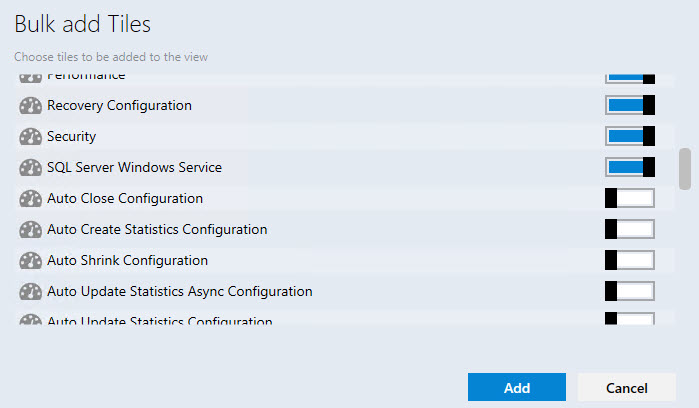 Bulk add Tiles
Choose tiles to be added to the view
Performance
Recovery Configuration
Security
SQL Server Windows Service
Auto Close Configuration
Auto Create Statistics Configuration
Auto Shrink Configuration
Auto Update Statistics Async Configuration
Auto Update Statistics Configuration
Add
Cancel